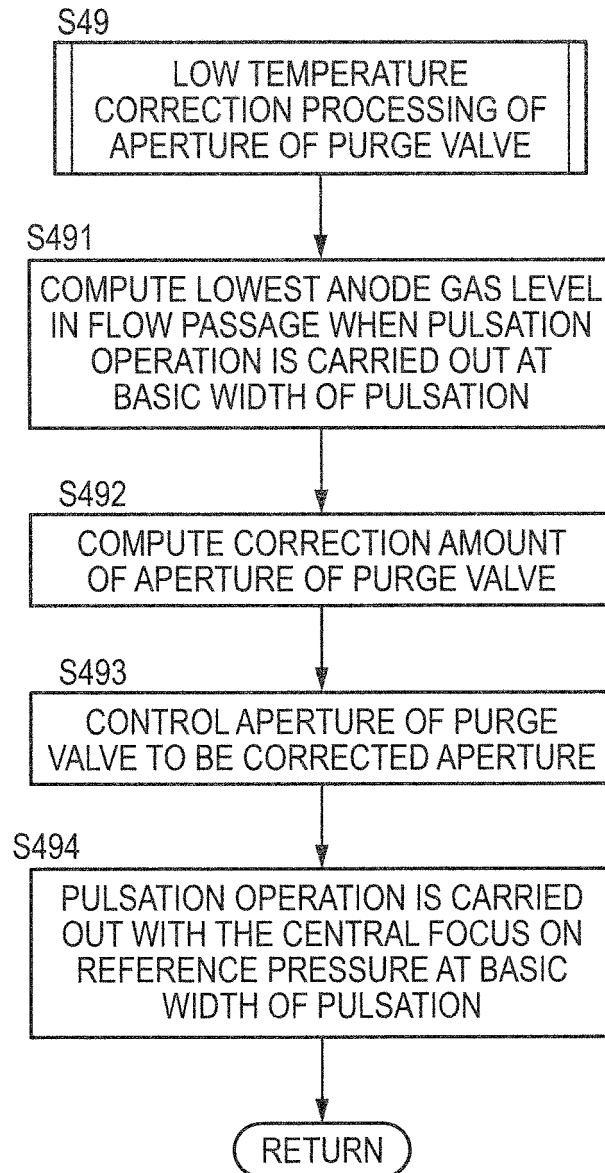 S49
LOW TEMPERATURE
CORRECTION PROCESSING OF
APERTURE OF PURGE VALVE
S491
COMPUTE LOWEST ANODE GAS LEVEL
IN FLOW PASSAGE WHEN PULSATION
OPERATION IS CARRIED OUT AT
BASIC WIDTH OF PULSATION
S492
COMPUTE CORRECTION AMOUNT
OF APERTURE OF PURGE VALVE
S493
CONTROL APERTURE OF PURGE
VALVE TO BE CORRECTED APERTURE
S494
PULSATION OPERATION IS CARRIED
OUT WITH THE CENTRAL FOCUS ON
REFERENCE PRESSURE AT BASIC
WIDTH OF PULSATION
RETURN